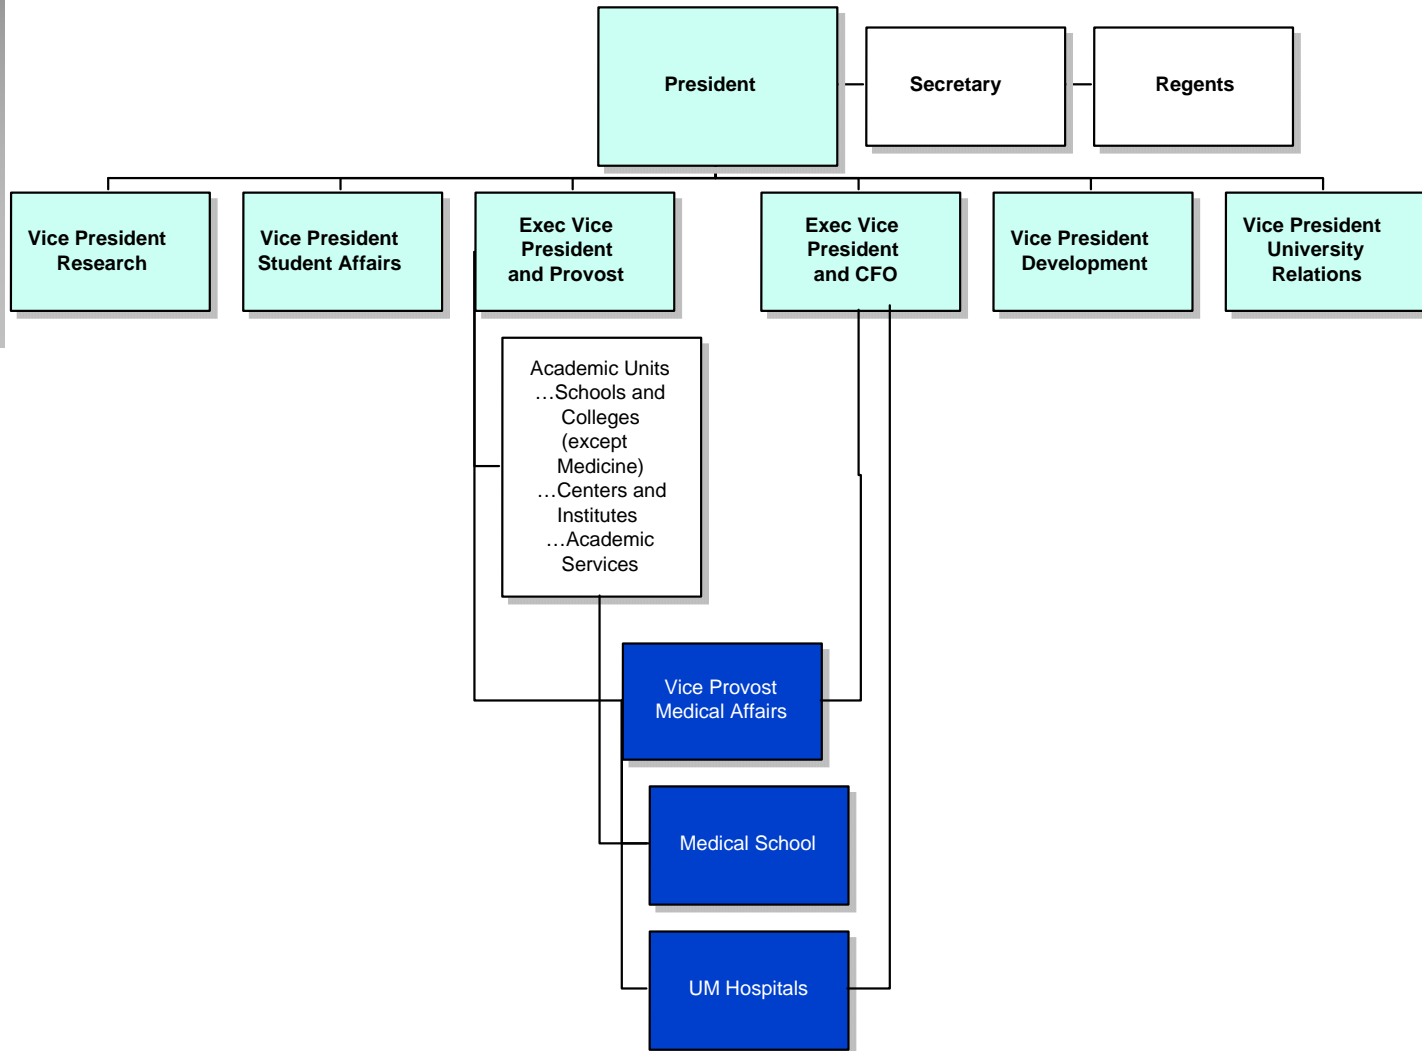 President
Secretary
Regents
Vice President
Research
Vice President
Student Affairs
Exec Vice
President
and Provost
Exec Vice
President
and CFO
Vice President
Development
Vice President
University
Relations
Academic Units
…Schools and
Colleges
(except
Medicine)
…Centers and
Institutes
…Academic
Services
Vice Provost
Medical Affairs
Medical School
UM Hospitals